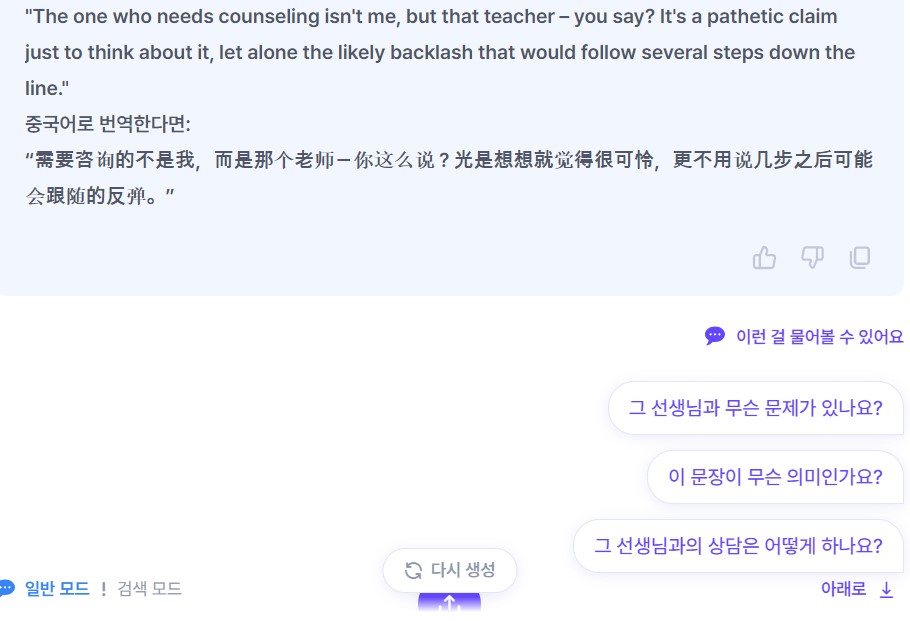 "The one who needs counseling isn't me, but that teacher – you say? It's a pathetic claim
just to think about it, let alone the likely backlash that would follow several steps down the
line."
중국어로 번역한다면:
“需要咨询的不是我，而是那个老师－你这么说？光是想想就觉得很可怜，更不用说几步之后可能
会跟随的反弹。”
이런 걸 물어볼 수 있어요
그 선생님과 무슨 문제가 있나요?
이 문장이 무슨 의미인가요?
그 선생님과의 상담은 어떻게 하나요?
다시 생성
일반 모드 ! 검색 모드
아래로